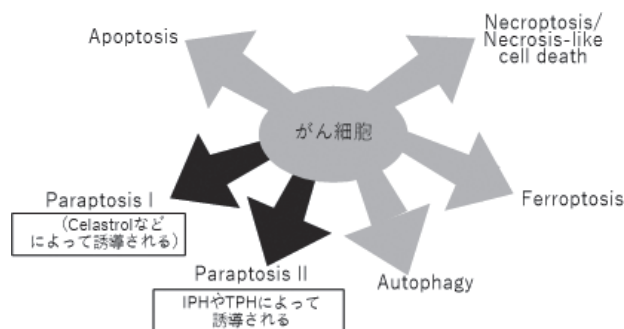 Apoptosis
Necroptosis/
Necrosis-like
cell death
がん細胞
Paraptosis I
(Celastrolなど
によって誘導される)
Ferroptosis
Paraptosis II
IPHやTPHによって
誘導される
Autophagy